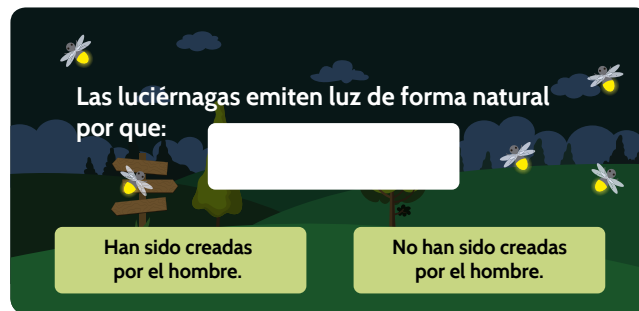 Las luciérnagas emiten luz de forma natural
por que:
Han sido creadas
por el hombre.
No han sido creadas
por el hombre.